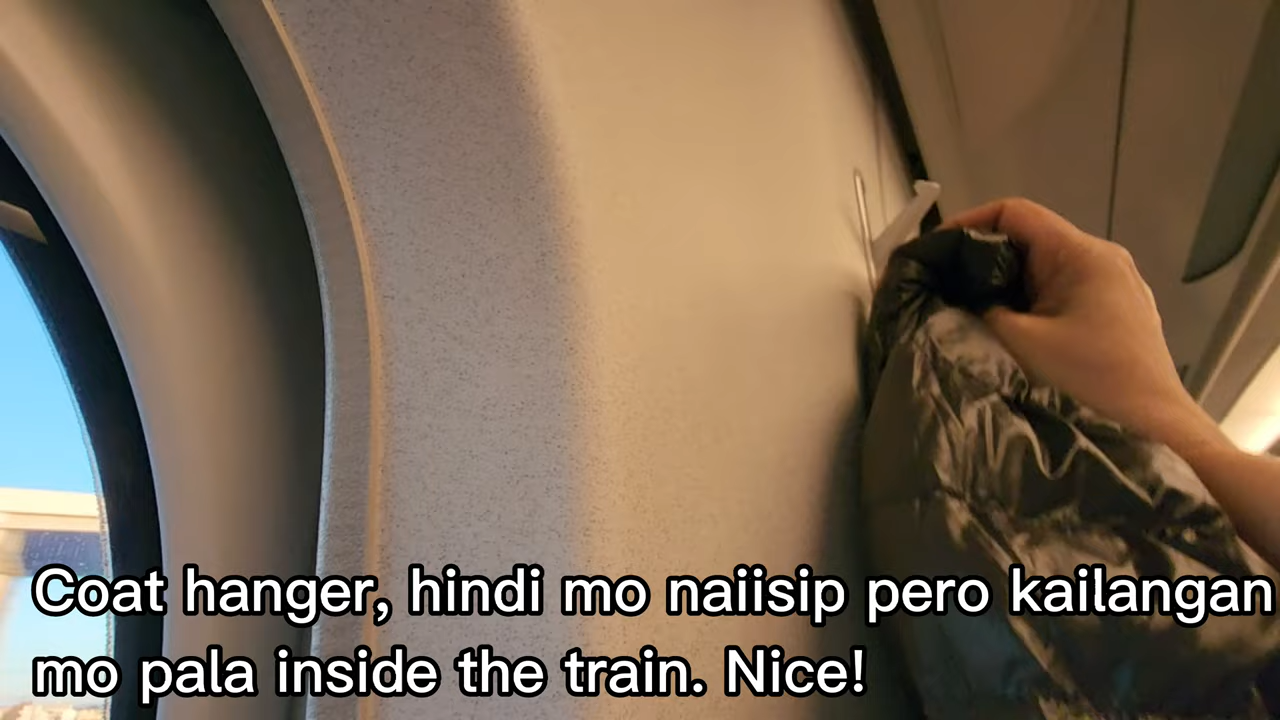 Coat hanger, hindi mo naiisip pero kailangan
mo pala inside the train. Nice!